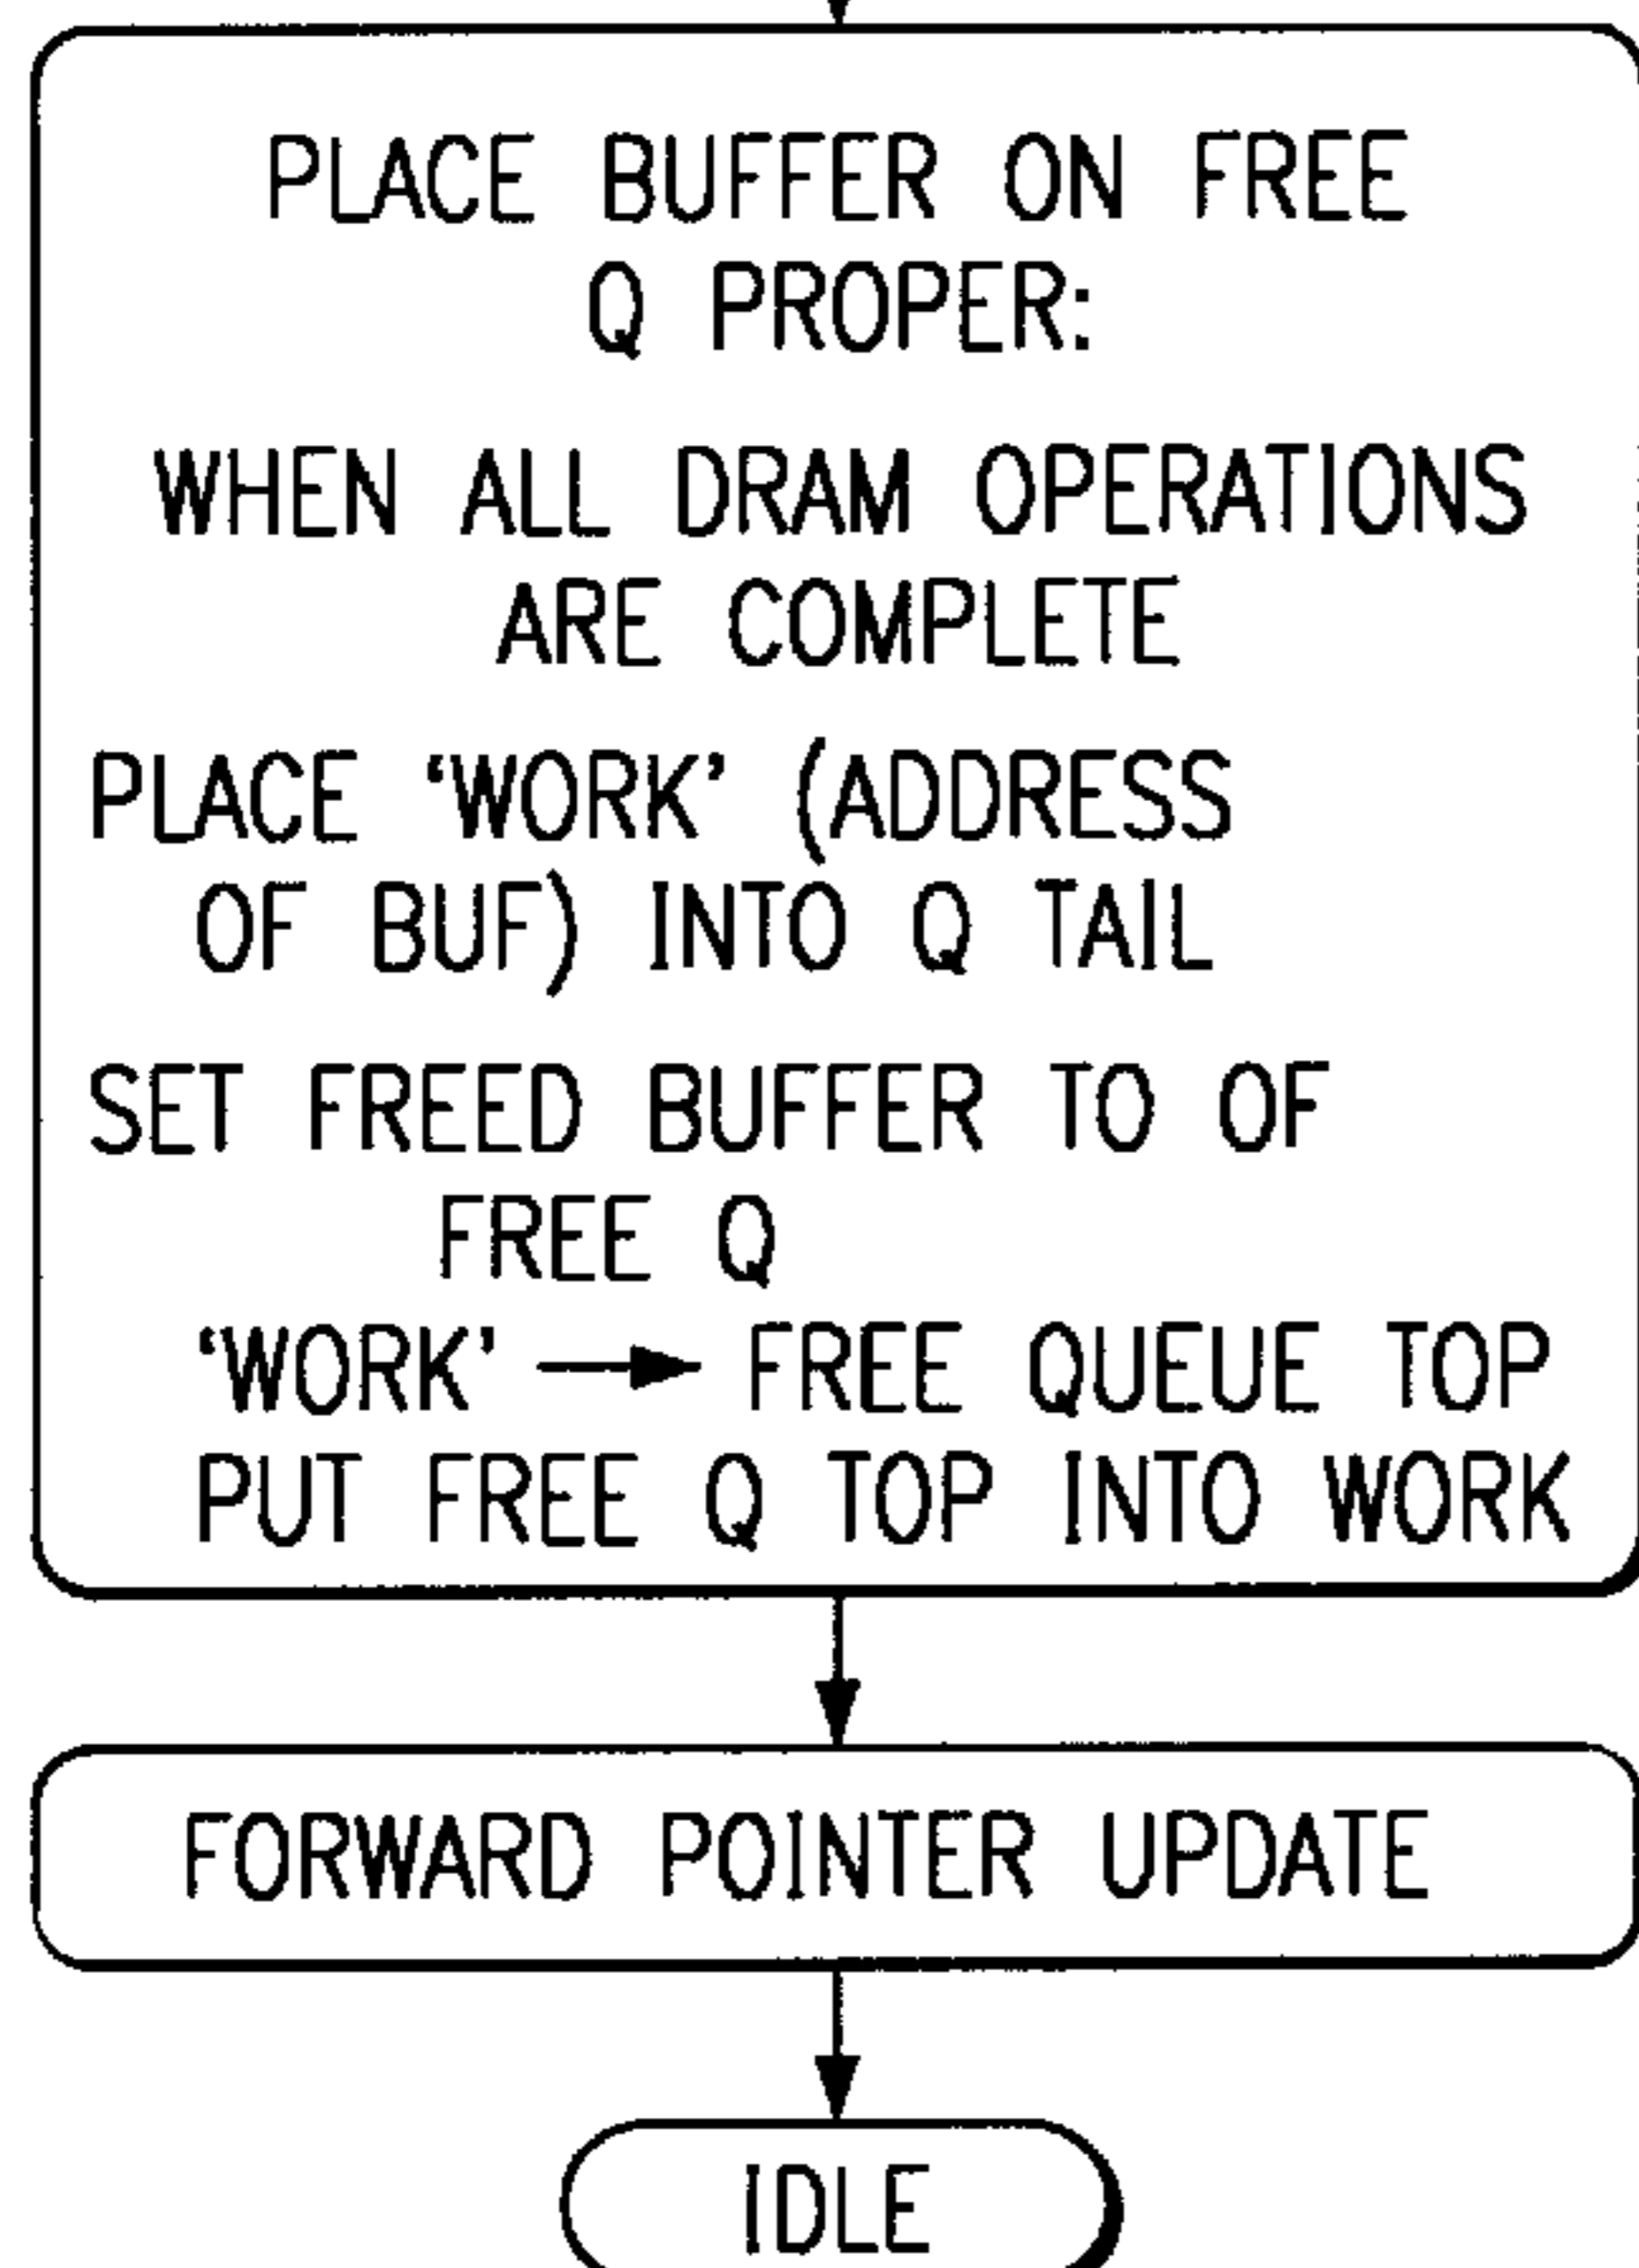 PLACE BUFFER ON FREE
Q PROPER:
WHEN ALL DRAM OPERATIONS
ARE COMPLETE
PLACE ‘WORK’ (ADDRESS
OF BUF) INTO Q TAIL
SET FREED BUFFER TO OF
FREE Q
‘WORK’ → FREE QUEUE TOP
PUT FREE Q TOP INTO WORK
FORWARD POINTER UPDATE
IDLE